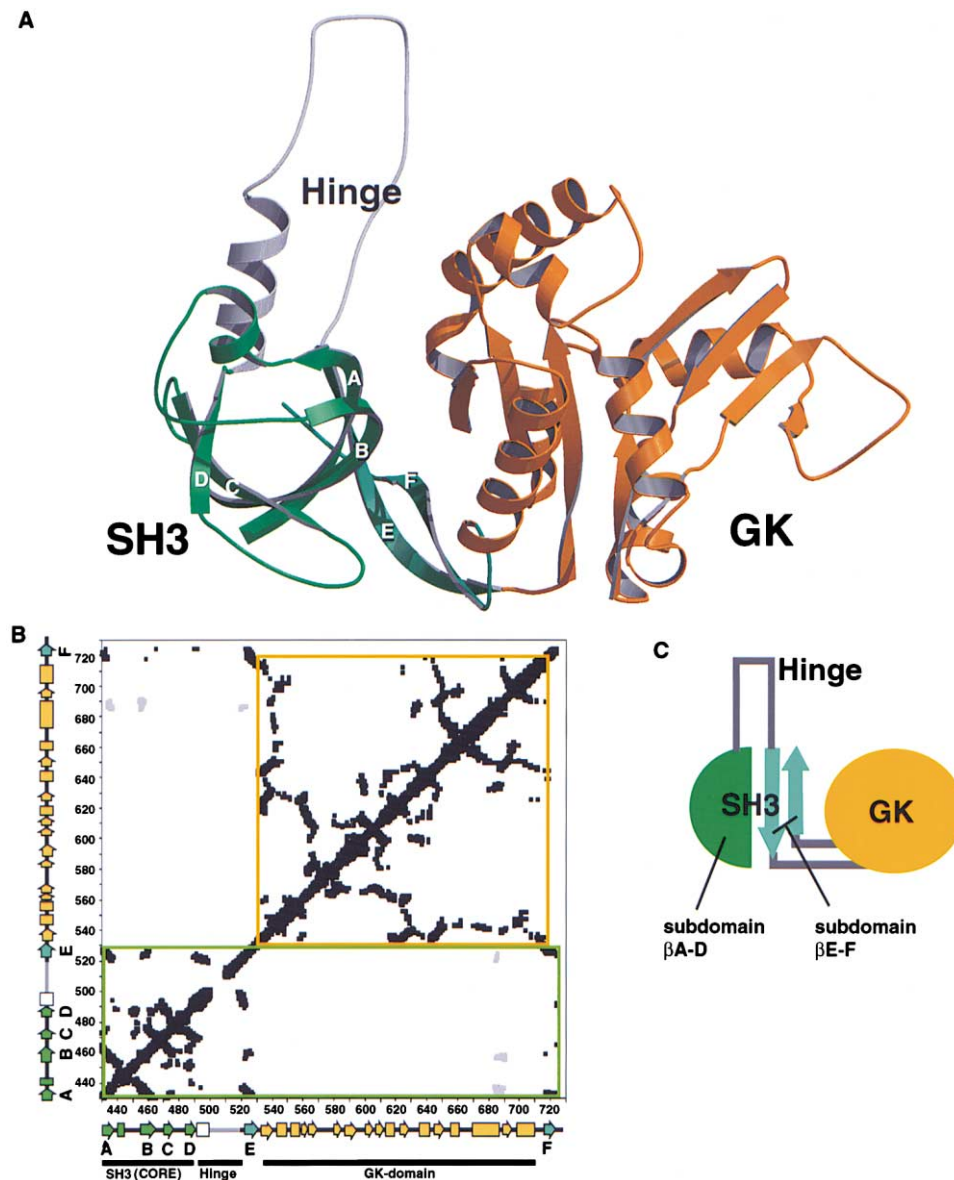 A
Hinge
A
B
D
C
F
E
SH3
GK
B
F
720
700
680
660
640
620
600
580
560
540
E
520
500
D
480
C
B
460
440
A
440 460 480 500 520 540 560 580 600 620 640 660 680 700 720
A B C D E F
SH3 (CORE) Hinge GK-domain
C
Hinge
SH3
GK
subdomain
βA-D
subdomain
βE-F